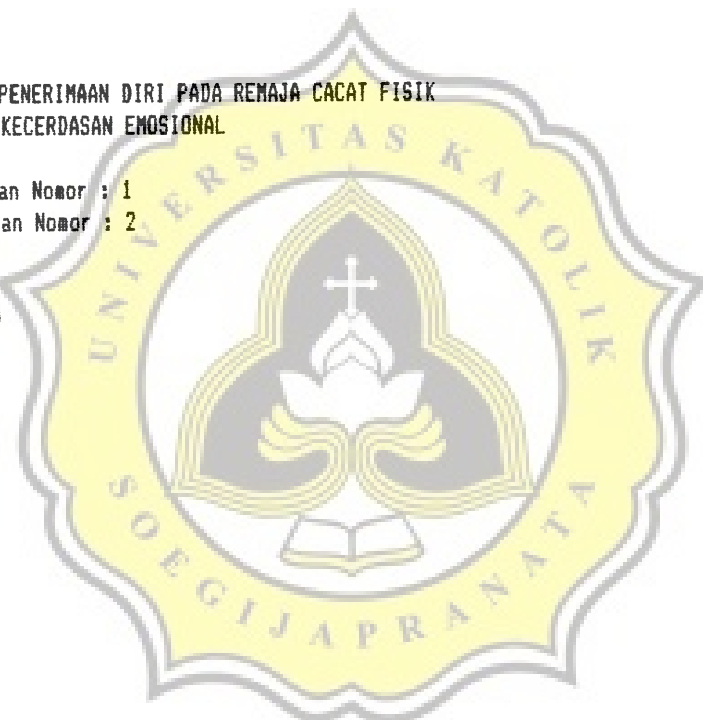 PENERIMAAN DIRI PADA REMAJA CACAT FISIK
KECERDASAN EMOSIONAL
an Nomor : 1
an Nomor : 2
UNIVERSITAS KATOLIK
SOEGIJAPRANATA